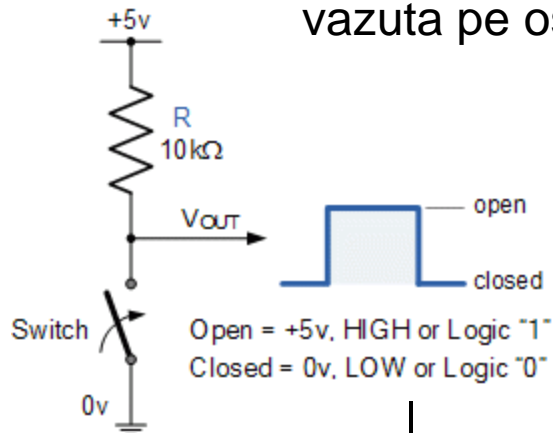 vazuta pe os
+5v
R
10kΩ
VOUT
open
closed
Switch
Open = +5v, HIGH or Logic "1"
Closed = 0v, LOW or Logic "0"
0v